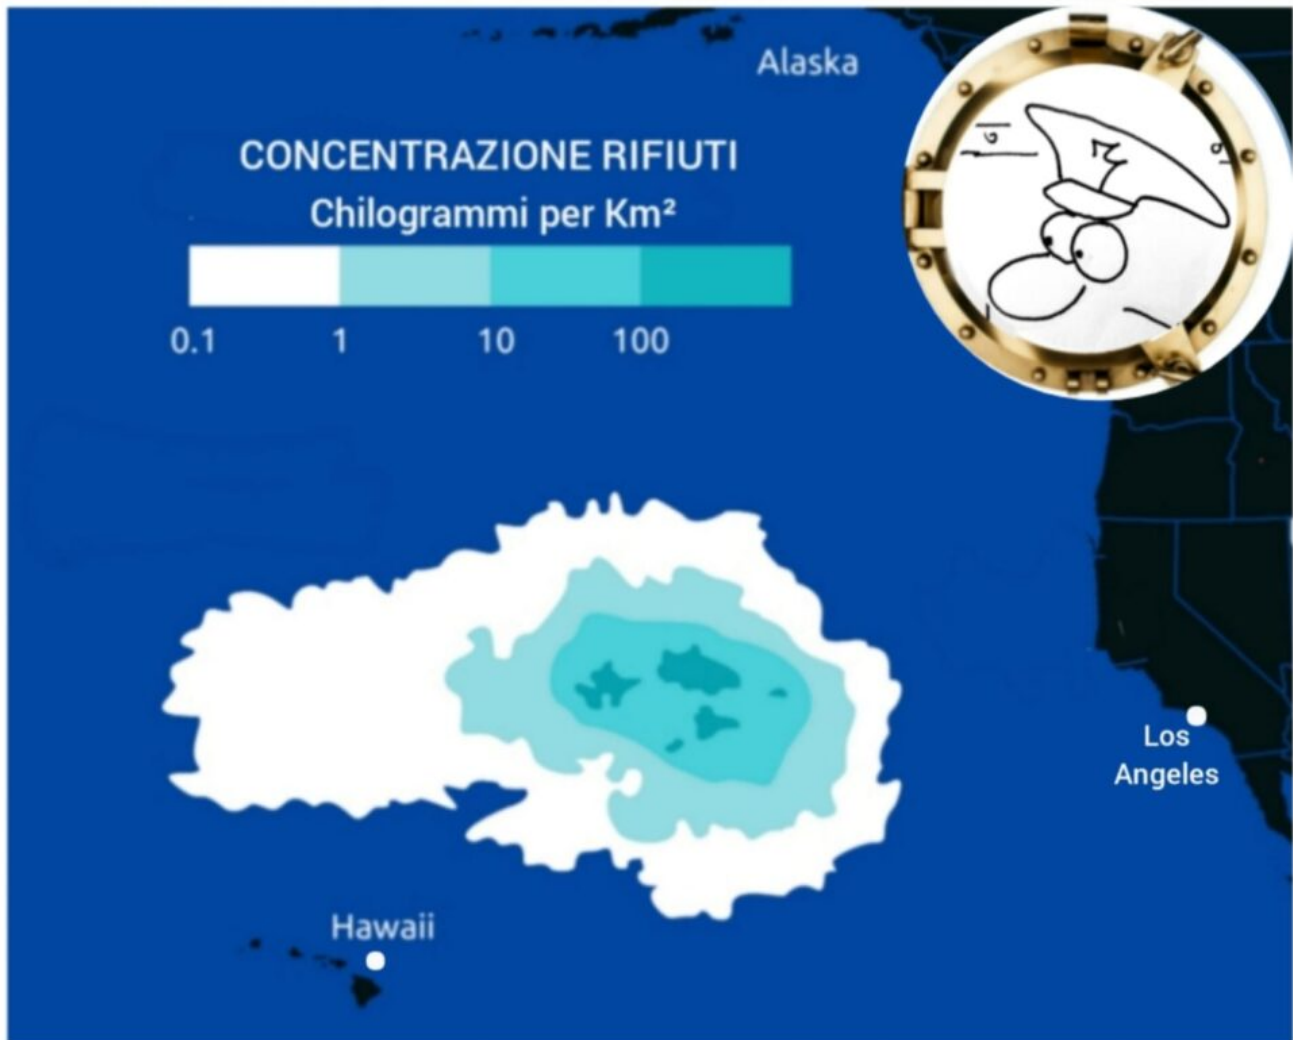 Alaska
CONCENTRAZIONE RIFIUTI
Chilogrammi per Km²
0.1 1 10 100
Los
Angeles
Hawaii